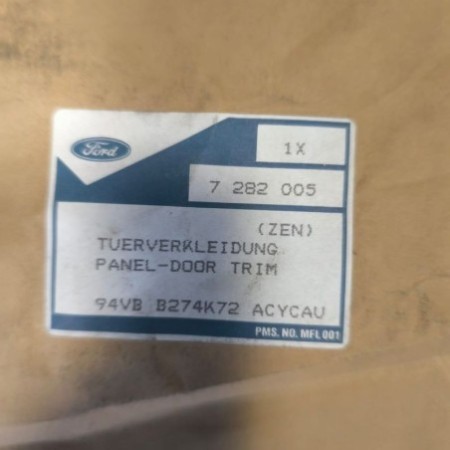 Ford
1X
7 282 005
(ZEN)
TUERVERKLEIDUNG
PANEL-DOOR TRIM
94VB B274K72 ACYCAU
PMS. NO. MFL 001